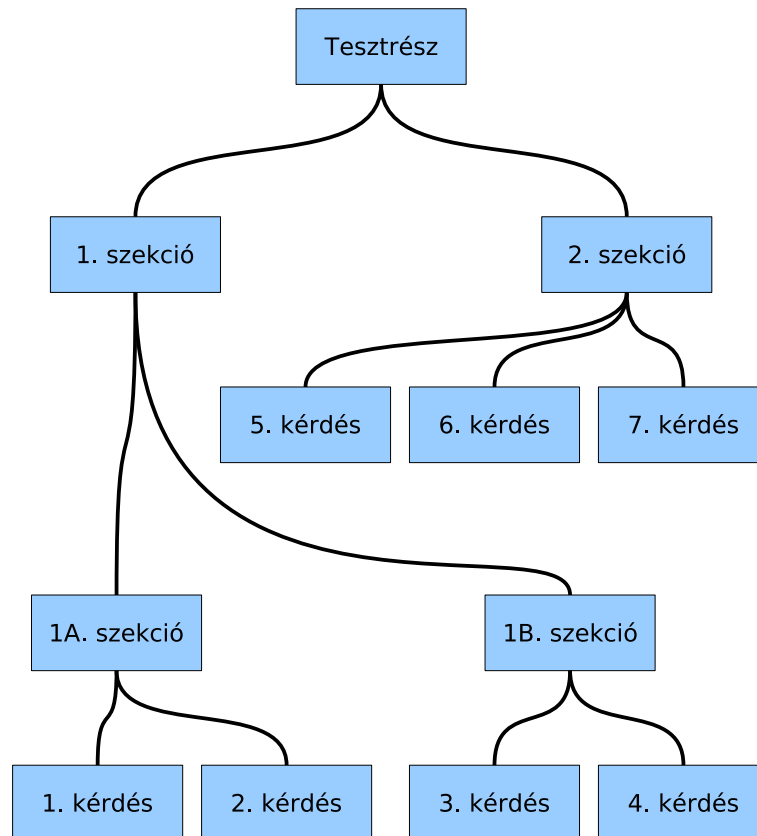 Tesztrész
1. szekció
2. szekció
5. kérdés
6. kérdés
7. kérdés
1A. szekció
1B. szekció
1. kérdés
2. kérdés
3. kérdés
4. kérdés